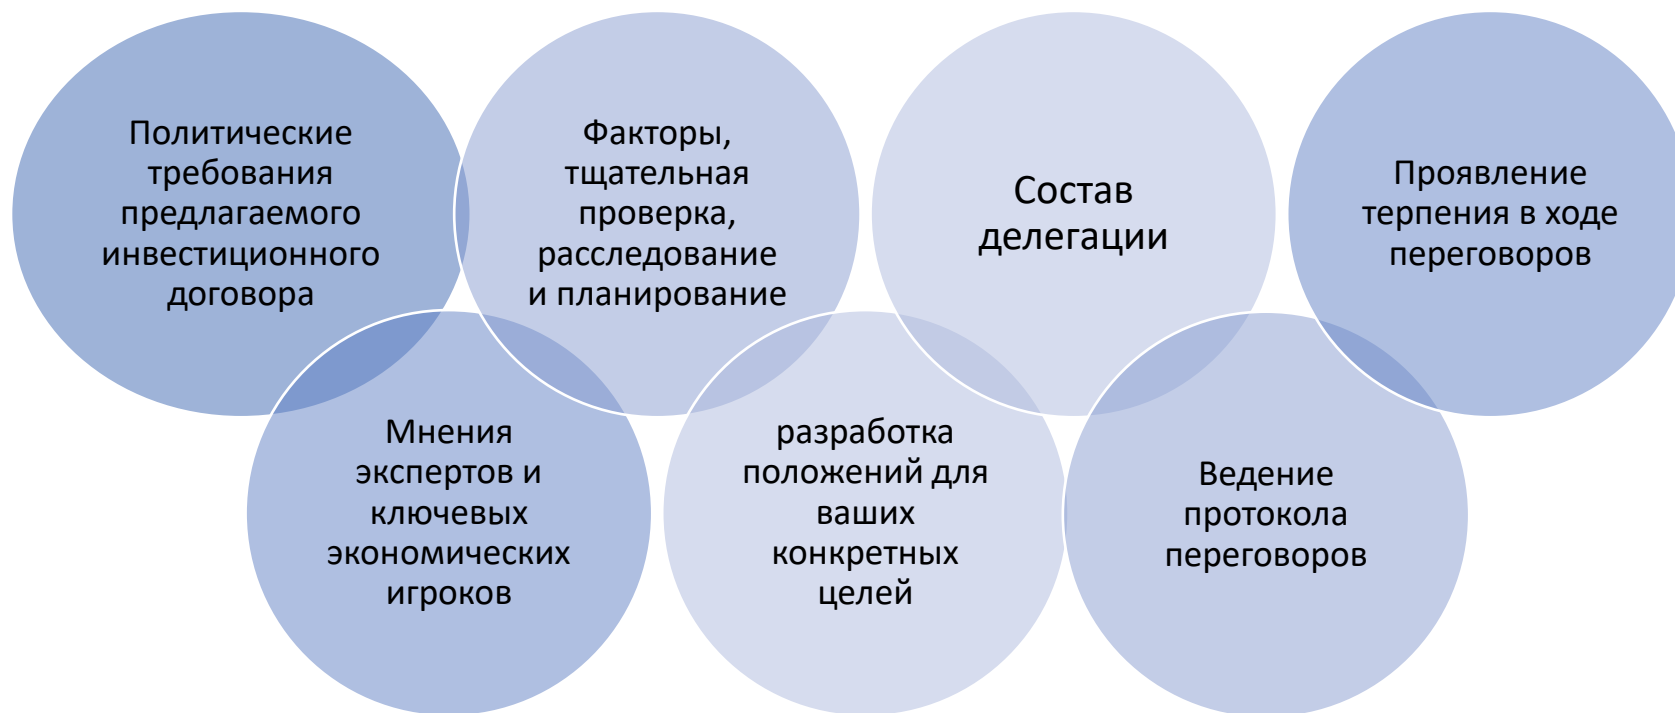 Политические
требования
предлагаемого
инвестиционного
договора
Мнения
экспертов и
ключевых
экономических
игроков
Факторы,
тщательная
проверка,
расследование
и планирование
разработка
положений для
ваших
конкретных
целей
Состав
делегации
Ведение
протокола
переговоров
Проявление
терпения в ходе
переговоров